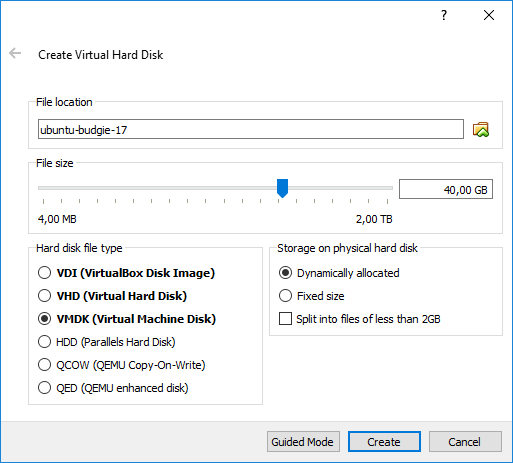 ?
Create Virtual Hard Disk
File location
ubuntu-budgie-17
File size
40,00 GB
4,00 MB 2,00 TB
Hard disk file type
VDI (VirtualBox Disk Image)
VHD (Virtual Hard Disk)
VMDK (Virtual Machine Disk)
HDD (Parallels Hard Disk)
QCOW (QEMU Copy-On-Write)
QED (QEMU enhanced disk)
Storage on physical hard disk
Dynamically allocated
Fixed size
Split into files of less than 2GB
Guided Mode Create Cancel